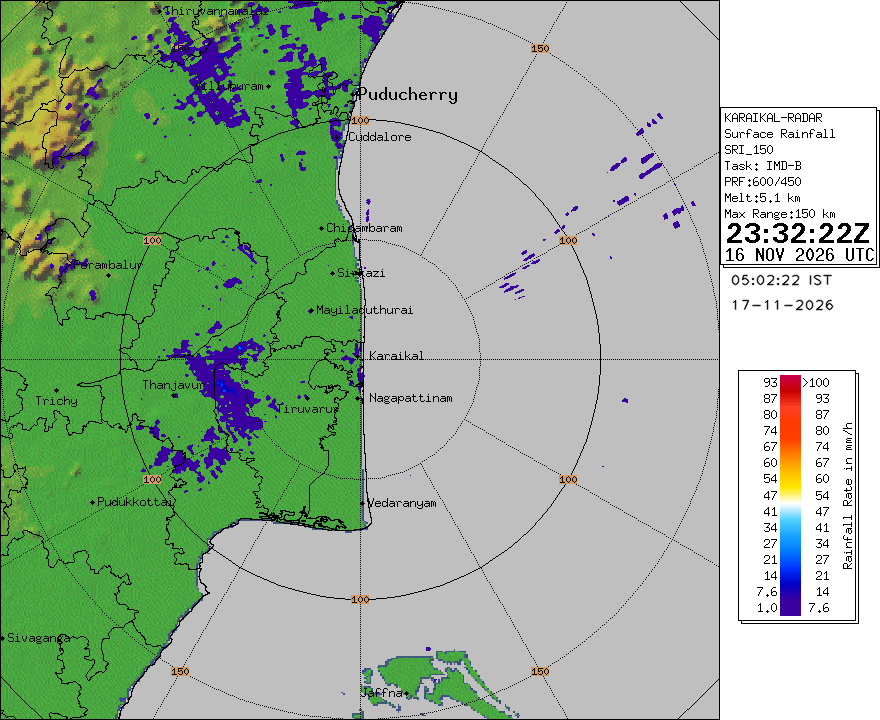 Thiruvannamalai
150
150
Villupuram
Puducherry
100
Cuddalore
KARAIKAL-RADAR
Surface Rainfall
SRI_150
Task: IMD-B
PRF:600/450
Melt:5.1 km
Max Range:150 km
23:32:22Z
16 NOV 2026 UTC
05:02:22 IST
17-11-2026
Chidambaram
100
100
Perambalur
Sirkazi
Mayiladuthurai
Karaikal
Thanjavum
Trichy
Tiruvarur
Nagapattinam
100
100
Pudukkottai
Vedaranyam
100
Sivaganga
150
150
Jaffna
93 >100
87 93
80 87
74 80
67 74
60 67
54 60
47 54
41 47
34 41
27 34
21 27
14 21
7.6 14
1.0 7.6
Rainfall Rate in mm/h